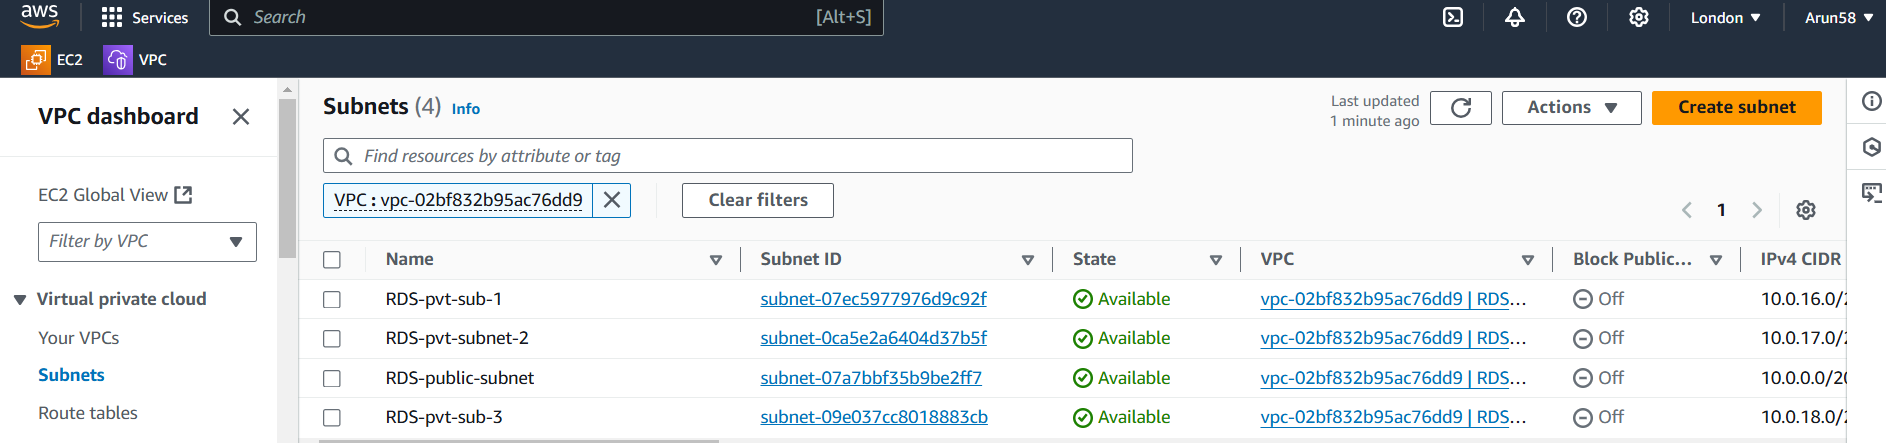 aws Services Search [Alt+S] London Arun58
EC2 VPC
VPC dashboard
EC2 Global View
Filter by VPC
Virtual private cloud
Your VPCs
Subnets
Route tables
Subnets (4) Info
Last updated
1 minute ago
Actions
Create subnet
Find resources by attribute or tag
VPC : vpc-02bf832b95ac76dd9
Clear filters
1
Name Subnet ID State VPC Block Public... IPv4 CIDR
RDS-pvt-sub-1 subnet-07ec5977976d9c92f Available vpc-02bf832b95ac76dd9 | RDS... Off 10.0.16.0/2
RDS-pvt-subnet-2 subnet-0ca5e2a6404d37b5f Available vpc-02bf832b95ac76dd9 | RDS... Off 10.0.17.0/2
RDS-public-subnet subnet-07a7bbf35b9be2ff7 Available vpc-02bf832b95ac76dd9 | RDS... Off 10.0.0.0/20
RDS-pvt-sub-3 subnet-09e037cc8018883cb Available vpc-02bf832b95ac76dd9 | RDS... Off 10.0.18.0/2